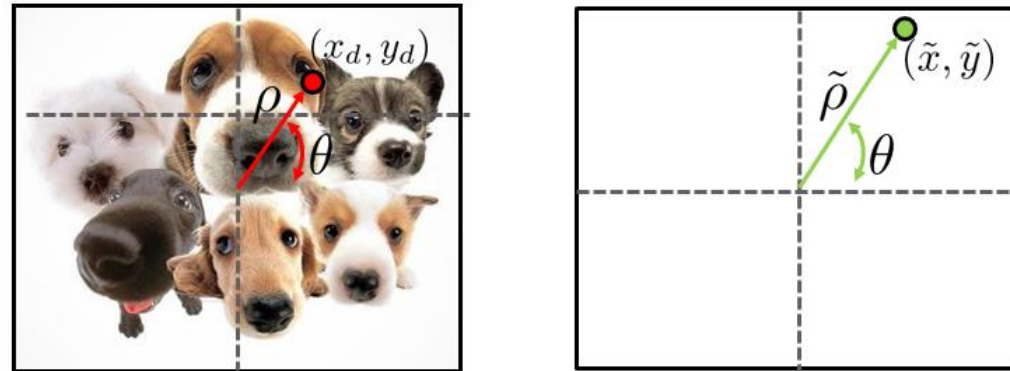 (x_d, y_d)
ρ
θ
(x̃, ỹ)
ρ̃
θ